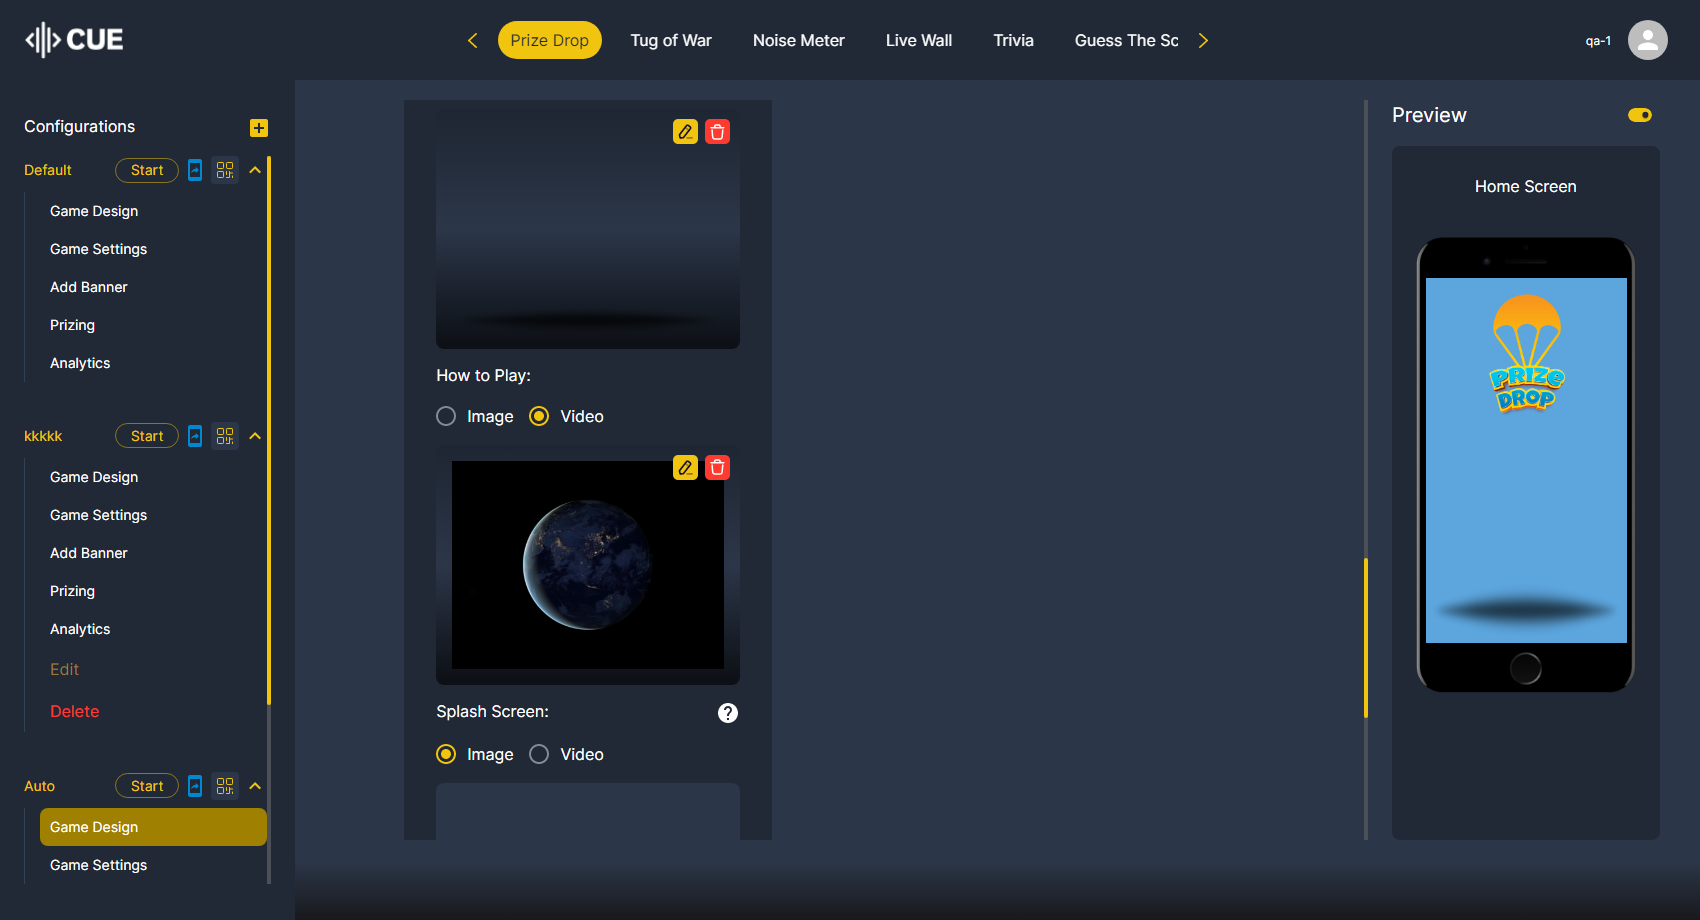 CUE
Prize Drop
Tug of War
Noise Meter
Live Wall
Trivia
Guess The Sc
qa-1
Configurations
Default
Start
Game Design
Game Settings
Add Banner
Prizing
Analytics
kkkkk
Start
Game Design
Game Settings
Add Banner
Prizing
Analytics
Edit
Delete
Auto
Start
Game Design
Game Settings
How to Play:
Image
Video
Splash Screen:
?
Image
Video
Preview
Home Screen
PRIZE
DROP